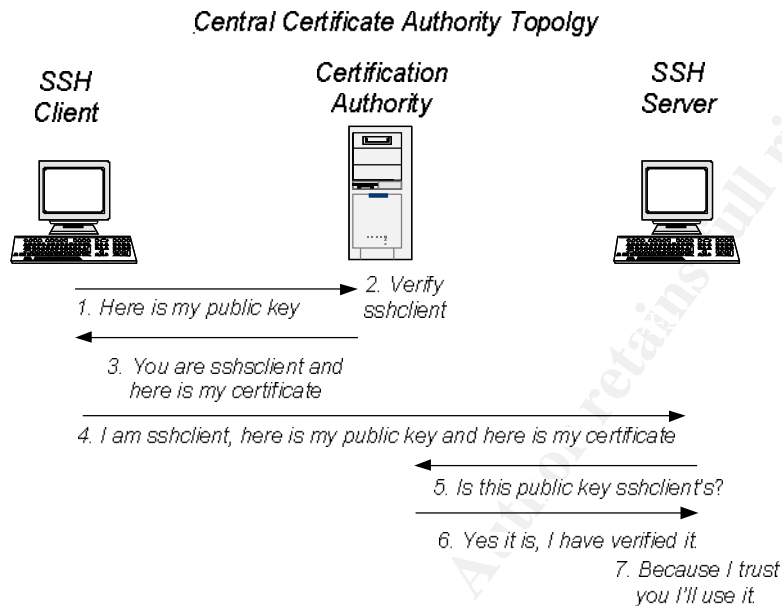 Central Certificate Authority Topolgy
SSH
Client
Certification
Authority
SSH
Server
1. Here is my public key
2. Verify
sshclient
3. You are sshsclient and
here is my certificate
4. I am sshclient, here is my public key and here is my certificate
5. Is this public key sshclient's?
6. Yes it is, I have verified it.
7. Because I trust
you I'll use it.
Author retains full